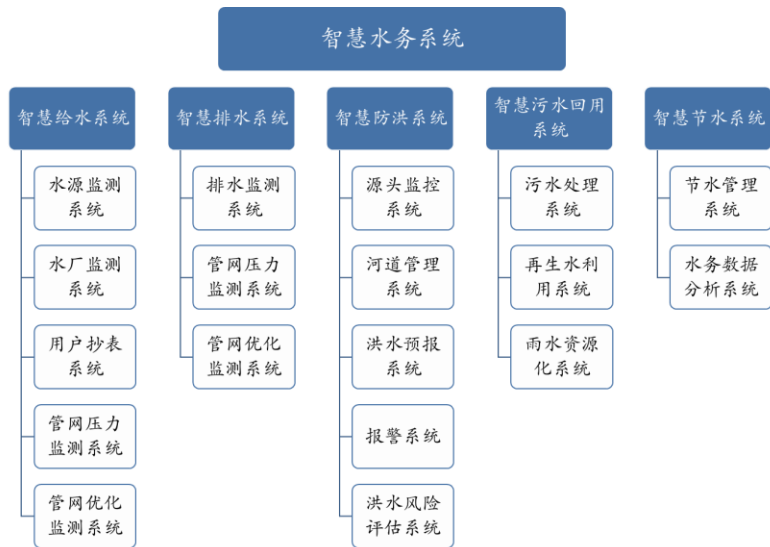 智慧水务系统
智慧给水系统
水源监测
系统
水厂监测
系统
用户抄表
系统
管网压力
监测系统
管网优化
监测系统
智慧排水系统
排水监测
系统
管网压力
监测系统
管网优化
监测系统
智慧防洪系统
源头监控
系统
河道管理
系统
洪水预报
系统
报警系统
洪水风险
评估系统
智慧污水回用
系统
污水处理
系统
再生水利
用系统
雨水资源
化系统
智慧节水系统
节水管理
系统
水务数据
分析系统